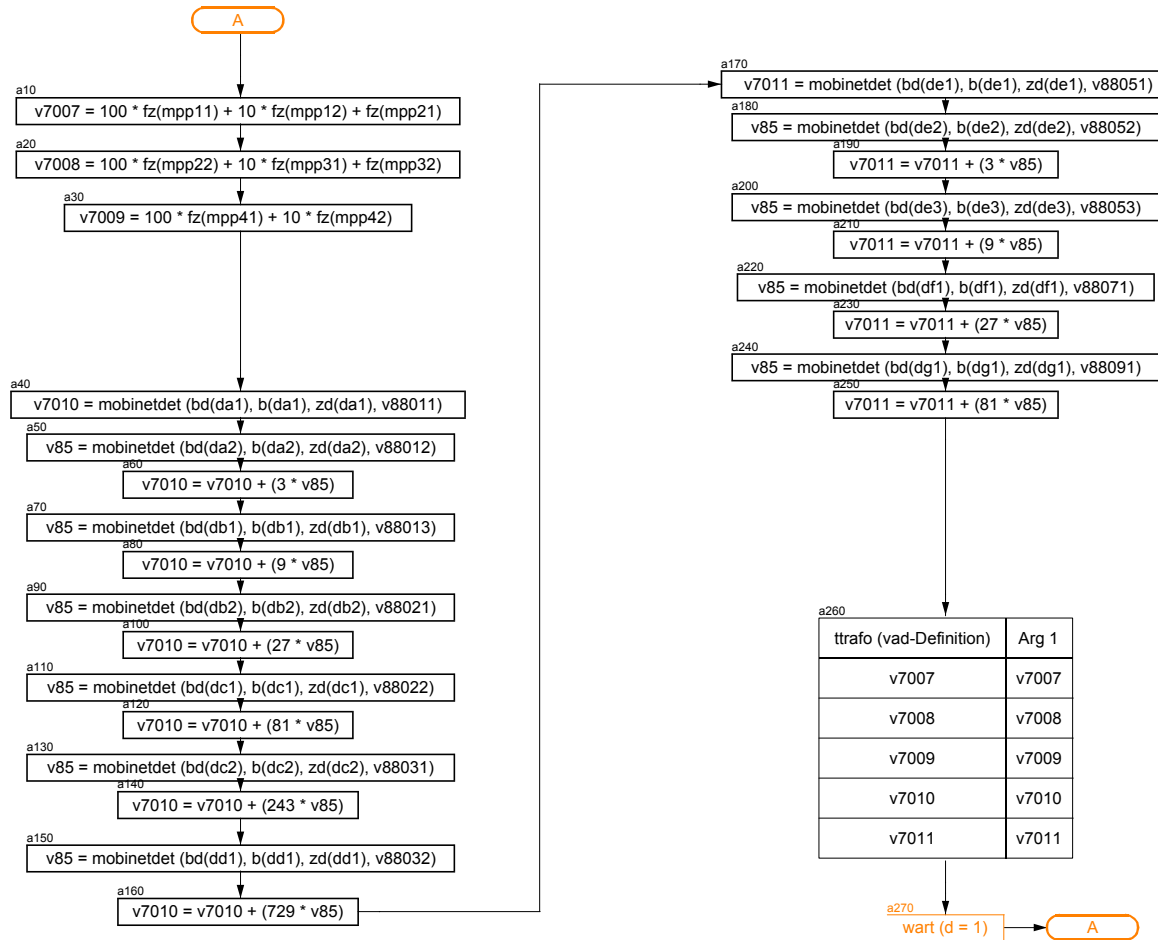 A
a10
v7007 = 100 * fz(mpp11) + 10 * fz(mpp12) + fz(mpp21)
a20
v7008 = 100 * fz(mpp22) + 10 * fz(mpp31) + fz(mpp32)
a30
v7009 = 100 * fz(mpp41) + 10 * fz(mpp42)
a40
v7010 = mobinetdet (bd(da1), b(da1), zd(da1), v88011)
a50
v85 = mobinetdet (bd(da2), b(da2), zd(da2), v88012)
a60
v7010 = v7010 + (3 * v85)
a70
v85 = mobinetdet (bd(db1), b(db1), zd(db1), v88013)
a80
v7010 = v7010 + (9 * v85)
a90
v85 = mobinetdet (bd(db2), b(db2), zd(db2), v88021)
a100
v7010 = v7010 + (27 * v85)
a110
v85 = mobinetdet (bd(dc1), b(dc1), zd(dc1), v88022)
a120
v7010 = v7010 + (81 * v85)
a130
v85 = mobinetdet (bd(dc2), b(dc2), zd(dc2), v88031)
a140
v7010 = v7010 + (243 * v85)
a150
v85 = mobinetdet (bd(dd1), b(dd1), zd(dd1), v88032)
a160
v7010 = v7010 + (729 * v85)
a170
v7011 = mobinetdet (bd(de1), b(de1), zd(de1), v88051)
a180
v85 = mobinetdet (bd(de2), b(de2), zd(de2), v88052)
a190
v7011 = v7011 + (3 * v85)
a200
v85 = mobinetdet (bd(de3), b(de3), zd(de3), v88053)
a210
v7011 = v7011 + (9 * v85)
a220
v85 = mobinetdet (bd(df1), b(df1), zd(df1), v88071)
a230
v7011 = v7011 + (27 * v85)
a240
v85 = mobinetdet (bd(dg1), b(dg1), zd(dg1), v88091)
a250
v7011 = v7011 + (81 * v85)
a260
ttrafo (vad-Definition) Arg 1
v7007 v7007
v7008 v7008
v7009 v7009
v7010 v7010
v7011 v7011
a270
wart (d = 1) A